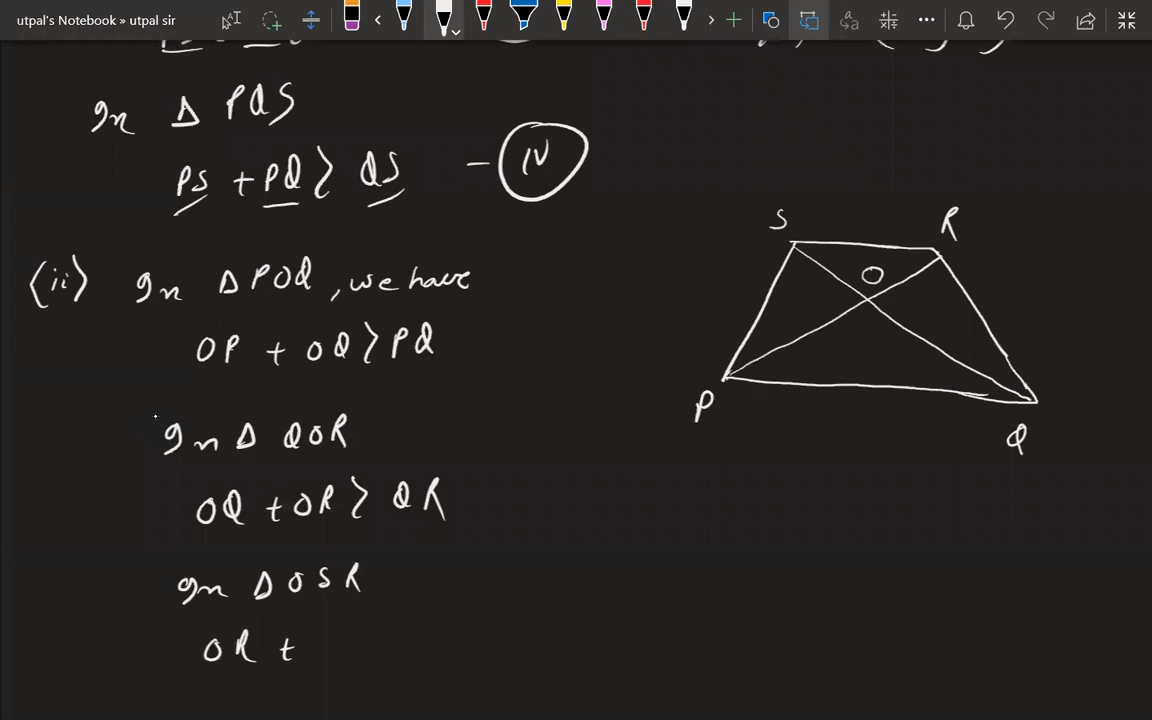 utpal's Notebook » utpal sir
In Δ PQS
PS + PQ > QS - IV
(ii) In Δ POQ, we have
OP + OQ > PQ
In Δ QOR
OQ + OR > QR
In Δ OSR
OR +
S R
O
P
Q